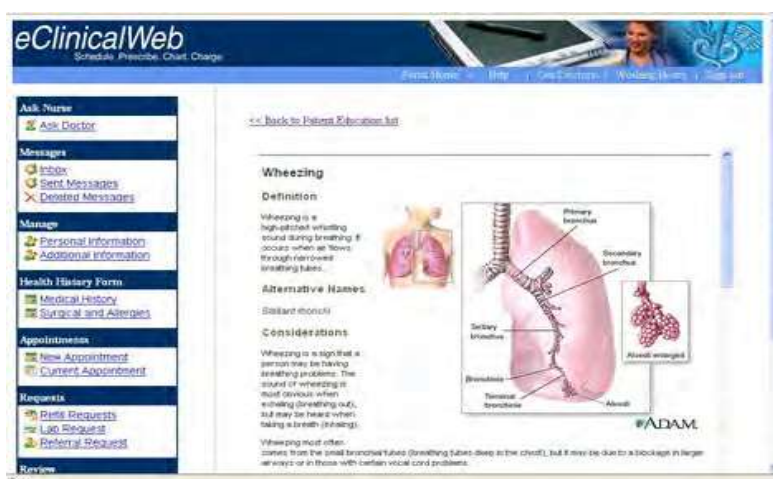 eClinicalWeb
Schedule. Prescribe. Chart. Charge.
Portal Home | Help | Our Doctors | Working Hours | Sign out
Ask Nurse
Ask Doctor
Messages
Inbox
Sent Messages
Deleted Messages
Manage
Personal Information
Additional Information
Health History Form
Medical History
Surgical and Allergies
Appointments
New Appointment
Current Appointment
Requests
Refill Requests
Lab Request
Referral Request
Review
<< Back to Patient Education list
Wheezing
Definition
Wheezing is a
high-pitched whistling
sound during breathing. It
occurs when air flows
through narrowed
breathing tubes.
Alternative Names
Sibilant rhonchi
Considerations
Wheezing is a sign that a
person may be having
breathing problems. The
sound of wheezing is
most obvious when
exhaling (breathing out),
but may be heard when
taking a breath (inhaling).
Wheezing most often
comes from the small bronchial tubes (breathing tubes deep in the chest), but it may be due to a blockage in larger
airways or in those with certain vocal cord problems.
Primary
bronchus
Secondary
bronchus
Tertiary
bronchus
Bronchiole
Terminal
bronchiole
Alveoli
Alveoli enlarged
ADAM.